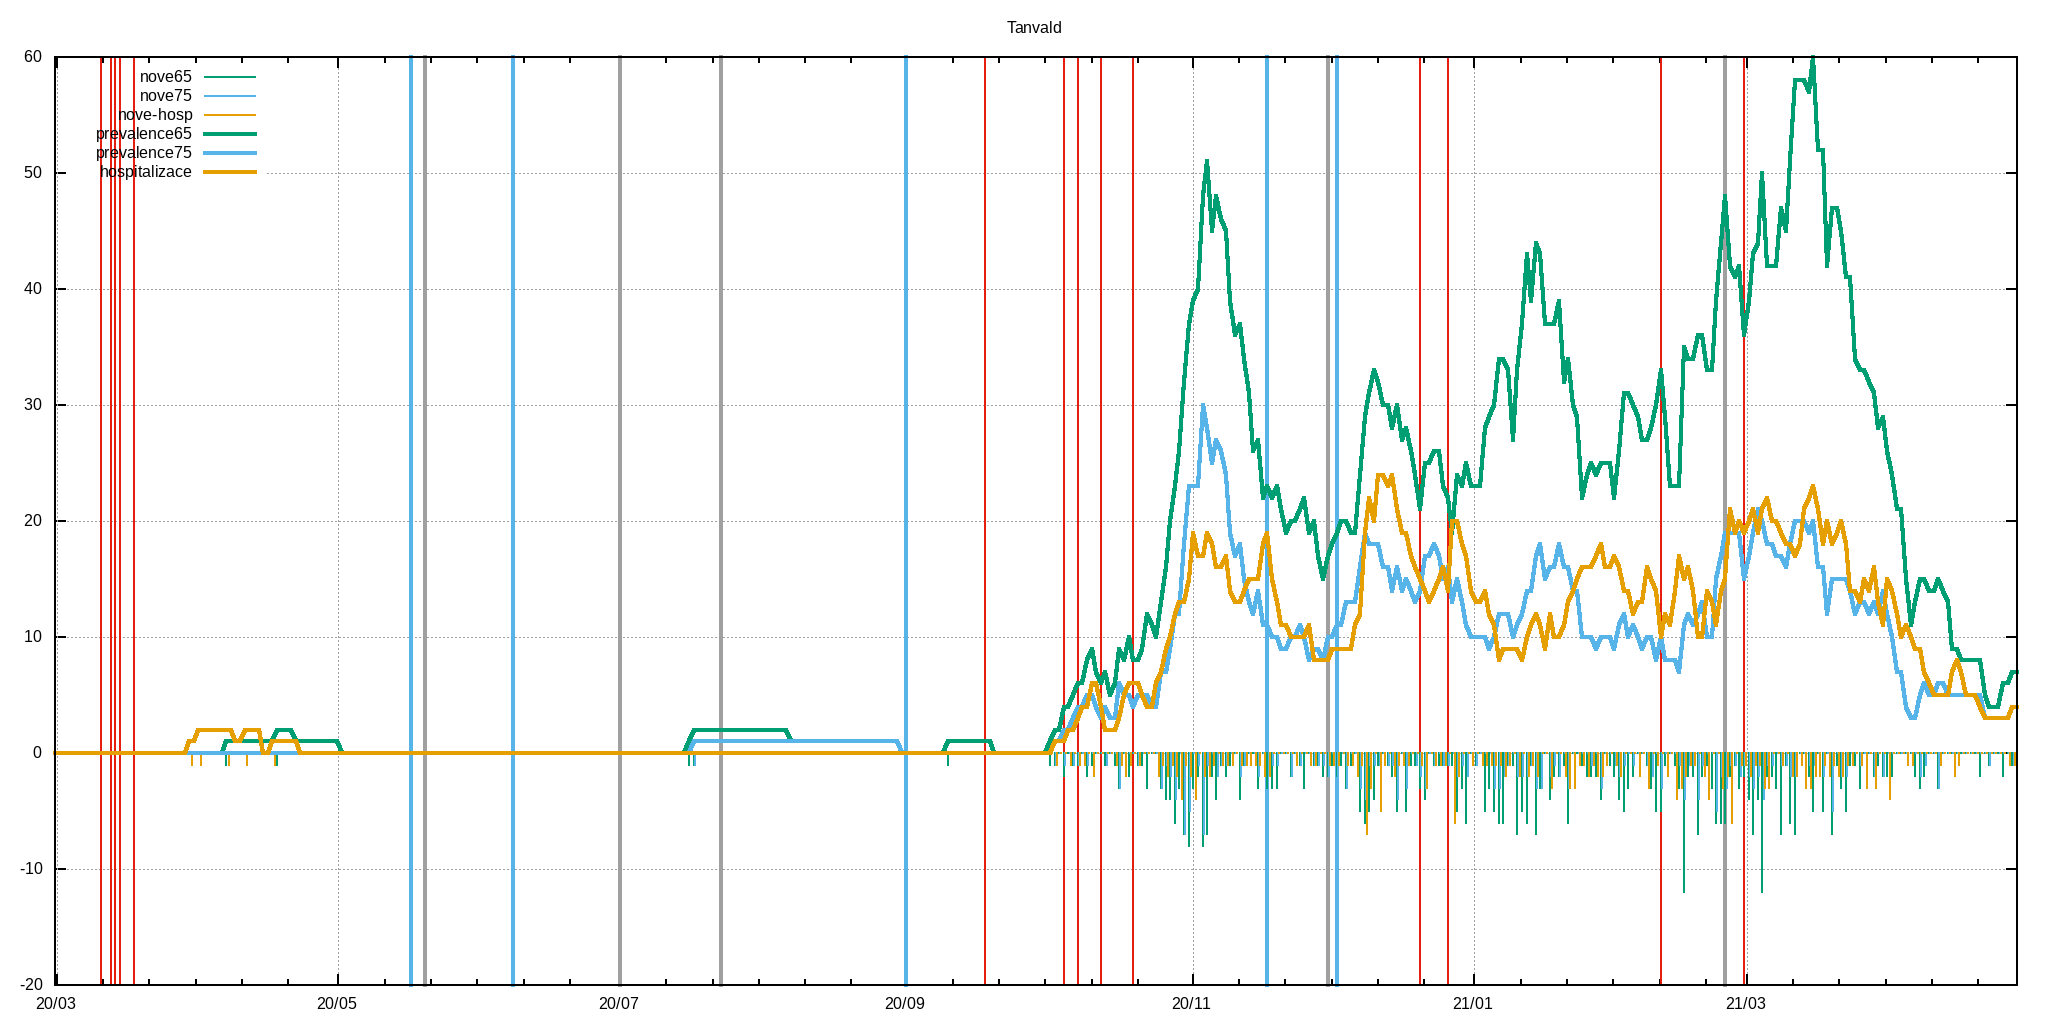 Tanvald
60
50
40
30
20
10
0
-10
-20
nove65
nove75
nove-hosp
prevalence65
prevalence75
hospitalizace
20/03 20/05 20/07 20/09 20/11 21/01 21/03